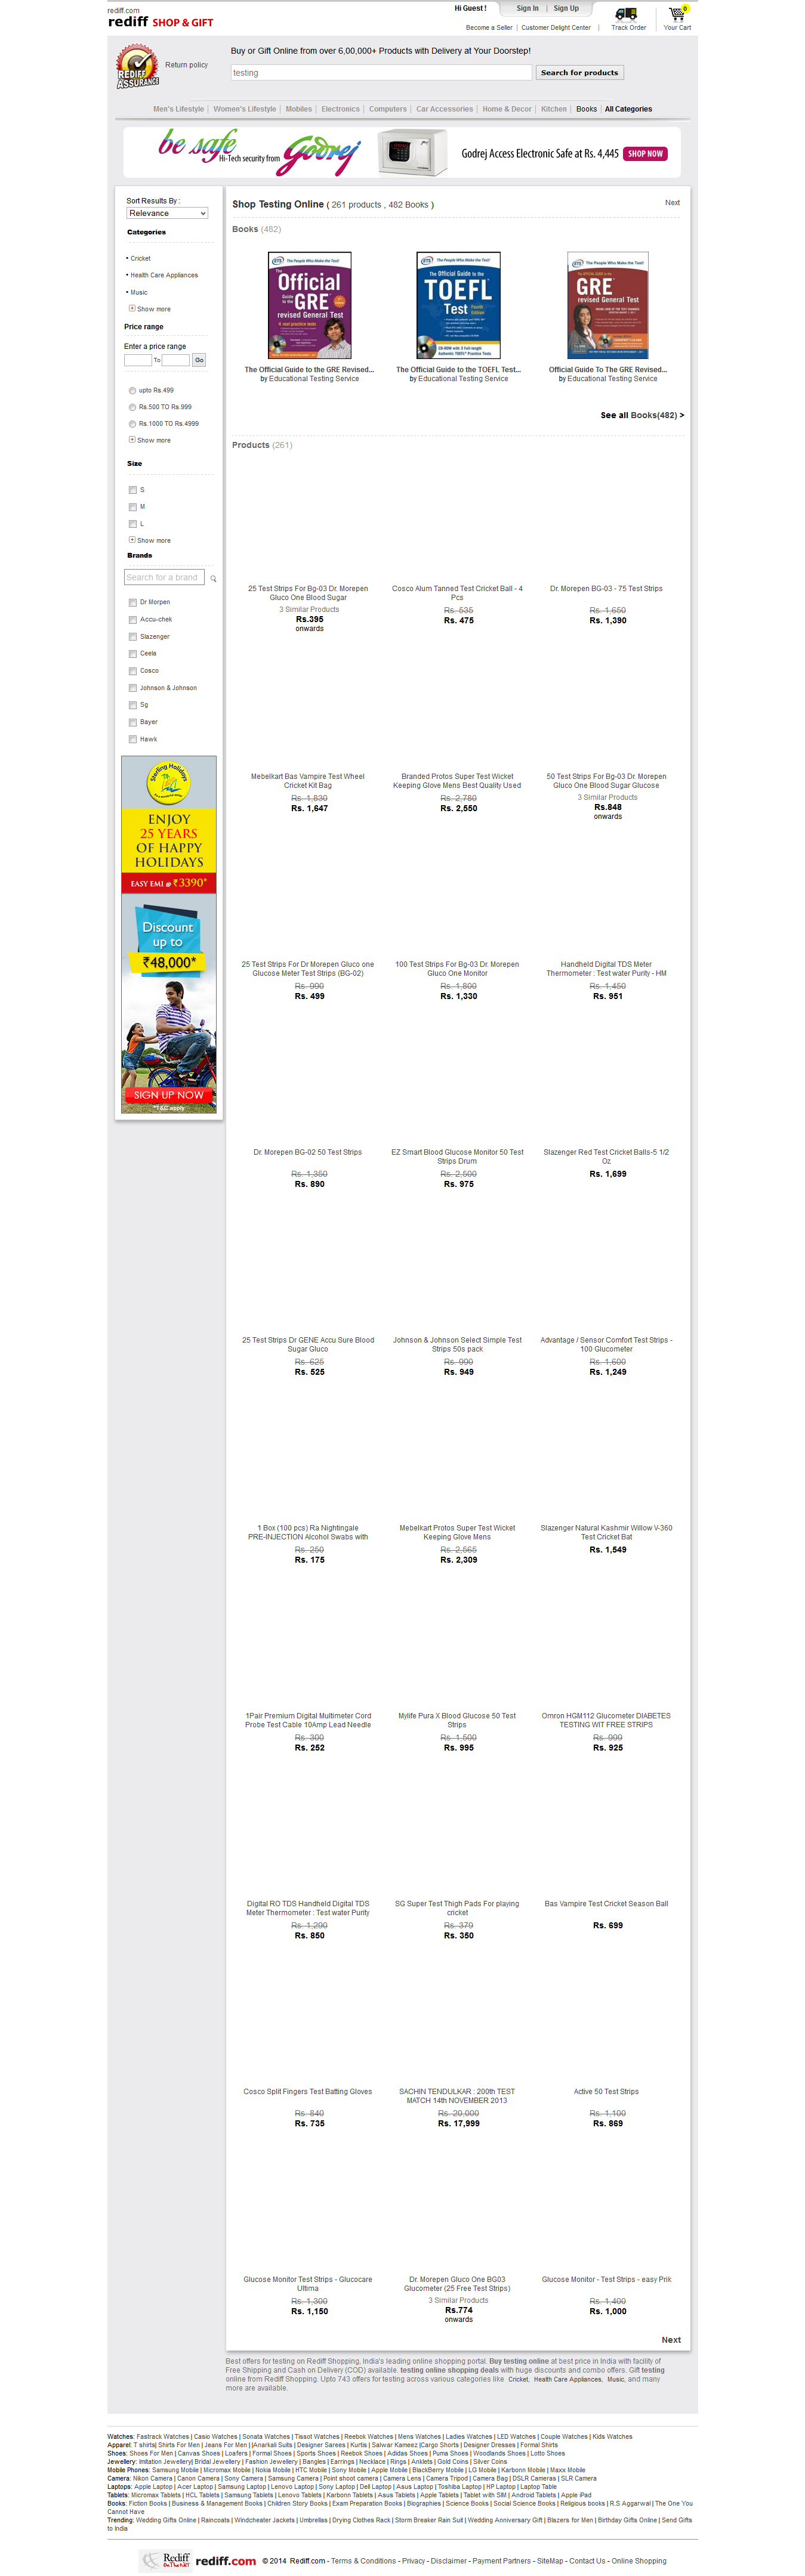 rediff.com
rediff SHOP & GIFT
Hi Guest !
Sign In | Sign Up
Become a Seller | Customer Delight Center |
Track Order
0
Your Cart
REDIFF ASSURANCE
Return policy
Buy or Gift Online from over 6,00,000+ Products with Delivery at Your Doorstep!
testing
Search for products
Men's Lifestyle | Women's Lifestyle | Mobiles | Electronics | Computers | Car Accessories | Home & Decor | Kitchen | Books | All Categories
be safe
Hi-Tech security from Godrej
Godrej Access Electronic Safe at Rs. 4,445 SHOP NOW
Sort Results By :
Relevance
Categories
• Cricket
• Health Care Appliances
• Music
Show more
Price range
Enter a price range
To Go
upto Rs.499
Rs.500 TO Rs.999
Rs.1000 TO Rs.4999
Show more
Size
S
M
L
Show more
Brands
Search for a brand
Dr Morpen
Accu-chek
Slazenger
Ceela
Cosco
Johnson & Johnson
Sg
Bayer
Hawk
Sterling Holidays
ENJOY
25 YEARS
OF HAPPY
HOLIDAYS
EASY EMI @ ₹3390*
Discount
up to
₹48,000*
SIGN UP NOW
*T&C apply
Shop Testing Online ( 261 products , 482 Books )
Next
Books (482)
The Official Guide to the GRE Revised...
by Educational Testing Service
The Official Guide to the TOEFL Test...
by Educational Testing Service
Official Guide To The GRE Revised...
by Educational Testing Service
See all Books(482) >
Products (261)
25 Test Strips For Bg-03 Dr. Morepen
Gluco One Blood Sugar
3 Similar Products
Rs.395
onwards
Cosco Alum Tanned Test Cricket Ball - 4
Pcs
Rs. 535
Rs. 475
Dr. Morepen BG-03 - 75 Test Strips
Rs. 1,650
Rs. 1,390
Mebelkart Bas Vampire Test Wheel
Cricket Kit Bag
Rs. 1,830
Rs. 1,647
Branded Protos Super Test Wicket
Keeping Glove Mens Best Quality Used
Rs. 2,780
Rs. 2,550
50 Test Strips For Bg-03 Dr. Morepen
Gluco One Blood Sugar Glucose
3 Similar Products
Rs.848
onwards
25 Test Strips For Dr Morepen Gluco one
Glucose Meter Test Strips (BG-02)
Rs. 990
Rs. 499
100 Test Strips For Bg-03 Dr. Morepen
Gluco One Monitor
Rs. 1,800
Rs. 1,330
Handheld Digital TDS Meter
Thermometer : Test water Purity - HM
Rs. 1,450
Rs. 951
Dr. Morepen BG-02 50 Test Strips
Rs. 1,350
Rs. 890
EZ Smart Blood Glucose Monitor 50 Test
Strips Drum
Rs. 2,500
Rs. 975
Slazenger Red Test Cricket Balls-5 1/2
Oz
Rs. 1,699
25 Test Strips Dr GENE Accu Sure Blood
Sugar Gluco
Rs. 625
Rs. 525
Johnson & Johnson Select Simple Test
Strips 50s pack
Rs. 990
Rs. 949
Advantage / Sensor Comfort Test Strips -
100 Glucometer
Rs. 1,600
Rs. 1,249
1 Box (100 pcs) Ra Nightingale
PRE-INJECTION Alcohol Swabs with
Rs. 250
Rs. 175
Mebelkart Protos Super Test Wicket
Keeping Glove Mens
Rs. 2,565
Rs. 2,309
Slazenger Natural Kashmir Willow V-360
Test Cricket Bat
Rs. 1,549
1Pair Premium Digital Multimeter Cord
Probe Test Cable 10Amp Lead Needle
Rs. 300
Rs. 252
Mylife Pura X Blood Glucose 50 Test
Strips
Rs. 1,500
Rs. 995
Omron HGM112 Glucometer DIABETES
TESTING WIT FREE STRIPS
Rs. 999
Rs. 925
Digital RO TDS Handheld Digital TDS
Meter Thermometer : Test water Purity
Rs. 1,290
Rs. 850
SG Super Test Thigh Pads For playing
cricket
Rs. 379
Rs. 350
Bas Vampire Test Cricket Season Ball
Rs. 699
Cosco Split Fingers Test Batting Gloves
Rs. 840
Rs. 735
SACHIN TENDULKAR : 200th TEST
MATCH 14th NOVEMBER 2013
Rs. 20,000
Rs. 17,999
Active 50 Test Strips
Rs. 1,100
Rs. 869
Glucose Monitor Test Strips - Glucocare
Ultima
Rs. 1,300
Rs. 1,150
Dr. Morepen Gluco One BG03
Glucometer (25 Free Test Strips)
3 Similar Products
Rs.774
onwards
Glucose Monitor - Test Strips - easy Prik
Rs. 1,400
Rs. 1,000
Next
Best offers for testing on Rediff Shopping, India's leading online shopping portal. Buy testing online at best price in India with facility of
Free Shipping and Cash on Delivery (COD) available. testing online shopping deals with huge discounts and combo offers. Gift testing
online from Rediff Shopping. Upto 743 offers for testing across various categories like Cricket, Health Care Appliances, Music, and many
more are available.
Watches: Fastrack Watches | Casio Watches | Sonata Watches | Tissot Watches | Reebok Watches | Mens Watches | Ladies Watches | LED Watches | Couple Watches | Kids Watches
Apparel: T shirts| Shirts For Men | Jeans For Men |Anarkali Suits | Designer Sarees | Kurtis | Salwar Kameez |Cargo Shorts | Designer Dresses | Formal Shirts
Shoes: Shoes For Men | Canvas Shoes | Loafers | Formal Shoes | Sports Shoes | Reebok Shoes | Adidas Shoes | Puma Shoes | Woodlands Shoes | Lotto Shoes
Jewellery: Imitation Jewellery| Bridal Jewellery | Fashion Jewellery | Bangles | Earrings | Necklace | Rings | Anklets | Gold Coins | Silver Coins
Mobile Phones: Samsung Mobile | Micromax Mobile | Nokia Mobile | HTC Mobile | Sony Mobile | Apple Mobile | BlackBerry Mobile | LG Mobile | Karbonn Mobile | Maxx Mobile
Camera: Nikon Camera | Canon Camera | Sony Camera | Samsung Camera | Point shoot camera | Camera Lens | Camera Tripod | Camera Bag | DSLR Cameras | SLR Camera
Laptops: Apple Laptop | Acer Laptop | Samsung Laptop | Lenovo Laptop | Sony Laptop | Dell Laptop | Asus Laptop | Toshiba Laptop | HP Laptop | Laptop Table
Tablets: Micromax Tablets | HCL Tablets | Samsung Tablets | Lenovo Tablets | Karbonn Tablets | Asus Tablets | Apple Tablets | Tablet with SIM | Android Tablets | Apple iPad
Books: Fiction Books | Business & Management Books | Children Story Books | Exam Preparation Books | Biographies | Science Books | Social Science Books | Religious books | R.S Aggarwal | The One You
Cannot Have
Trending: Wedding Gifts Online | Raincoats | Windcheater Jackets | Umbrellas | Drying Clothes Rack | Storm Breaker Rain Suit | Wedding Anniversary Gift | Blazers for Men | Birthday Gifts Online | Send Gifts
to India
Rediff On The NeT rediff.com © 2014 Rediff.com - Terms & Conditions - Privacy - Disclaimer - Payment Partners - SiteMap - Contact Us - Online Shopping